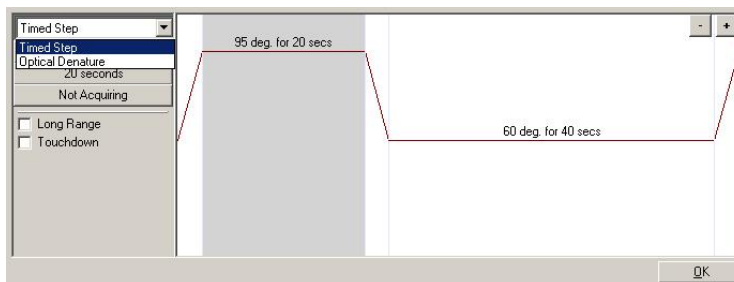 Timed Step
Timed Step
Optical Denature
20 seconds
Not Acquiring
Long Range
Touchdown
95 deg. for 20 secs
60 deg. for 40 secs
- +
OK